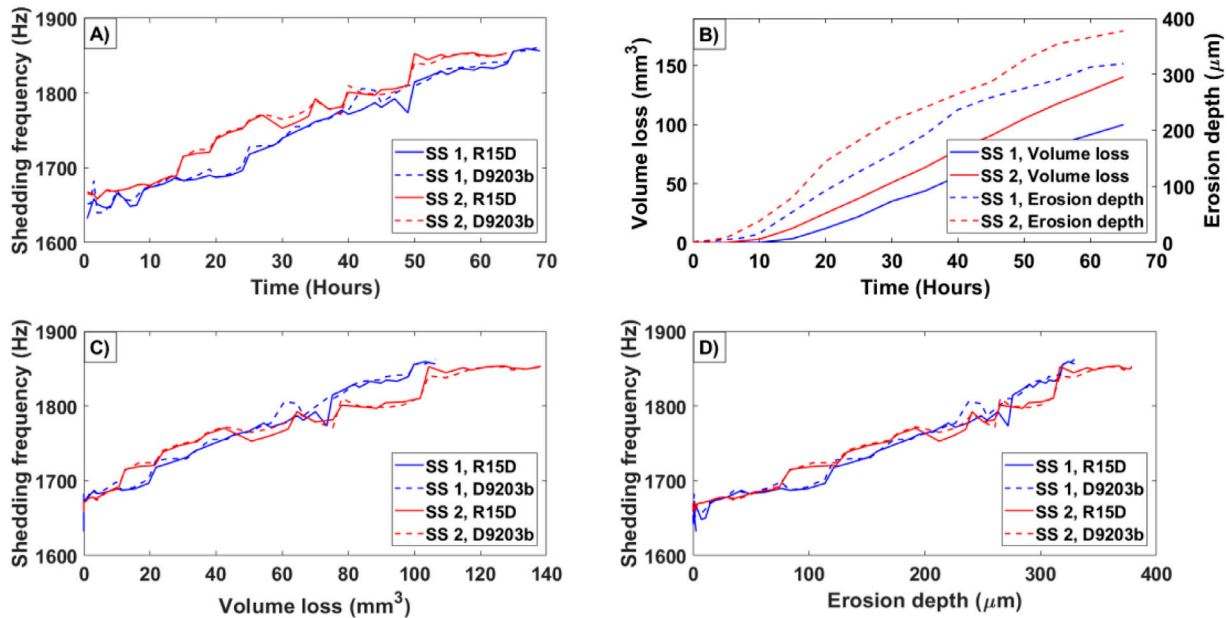 A)
Shedding frequency (Hz)
1900
1800
1700
1600
SS 1, R15D
SS 1, D9203b
SS 2, R15D
SS 2, D9203b
0 10 20 30 40 50 60 70
Time (Hours)
B)
Volume loss (mm³)
150
100
50
0
SS 1, Volume loss
SS 2, Volume loss
SS 1, Erosion depth
SS 2, Erosion depth
400
300
200
100
0
Erosion depth (μm)
0 10 20 30 40 50 60 70
Time (Hours)
C)
Shedding frequency (Hz)
1900
1800
1700
1600
SS 1, R15D
SS 1, D9203b
SS 2, R15D
SS 2, D9203b
0 20 40 60 80 100 120 140
Volume loss (mm³)
D)
Shedding frequency (Hz)
1900
1800
1700
1600
SS 1, R15D
SS 1, D9203b
SS 2, R15D
SS 2, D9203b
0 100 200 300 400
Erosion depth (μm)